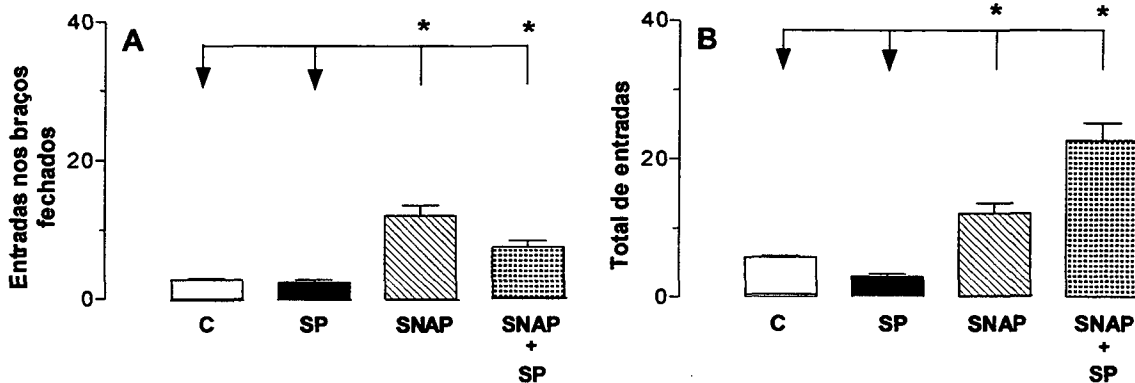 A
Entradas nos braços
fechados
40
20
0
* *
C SP SNAP SNAP
+
SP
B
Total de entradas
40
20
0
* *
C SP SNAP SNAP
+
SP